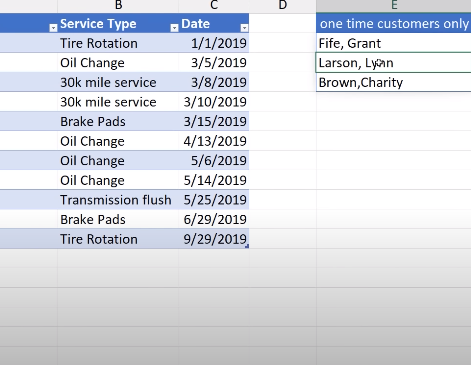 B C D E
Service Type Date one time customers only
Tire Rotation 1/1/2019 Fife, Grant
Oil Change 3/5/2019 Larson, Lynn
30k mile service 3/8/2019 Brown,Charity
30k mile service 3/10/2019
Brake Pads 3/15/2019
Oil Change 4/13/2019
Oil Change 5/6/2019
Oil Change 5/14/2019
Transmission flush 5/25/2019
Brake Pads 6/29/2019
Tire Rotation 9/29/2019